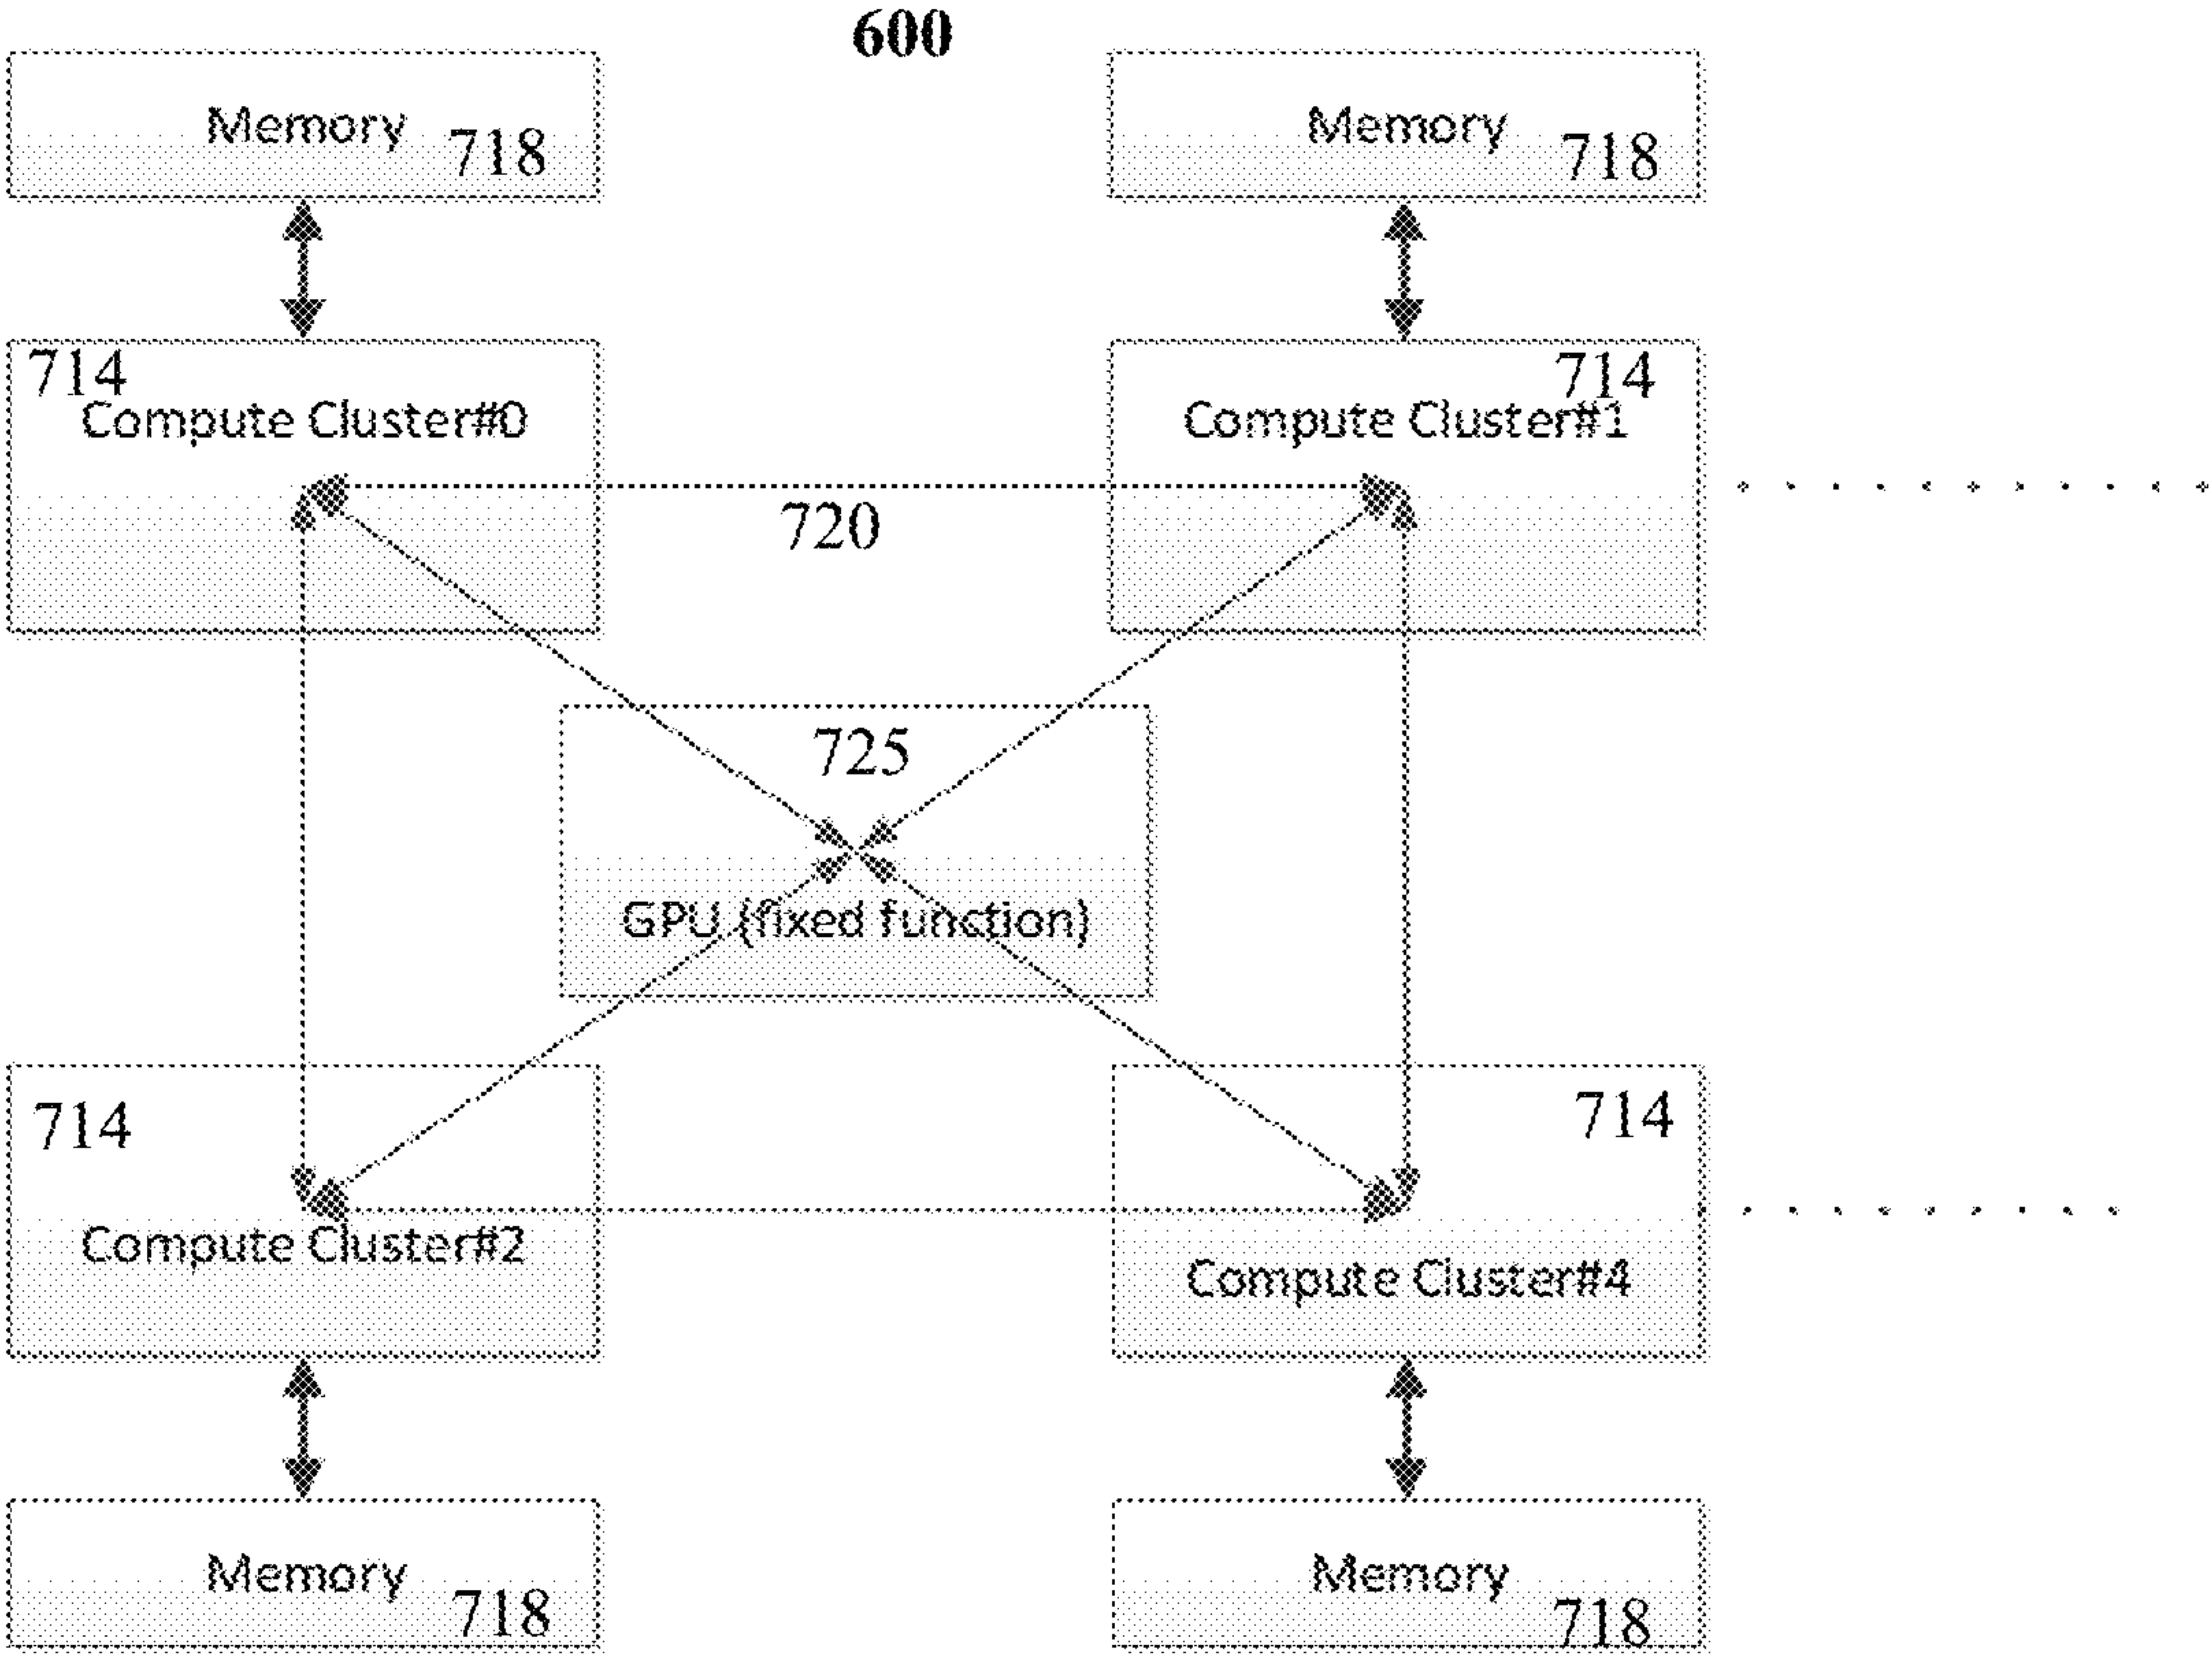 600
Memory
718
Memory
718
714
Compute Cluster#0
714
Compute Cluster#1
720
725
GPU (fixed function)
714
Compute Cluster#2
714
Compute Cluster#4
Memory
718
Memory
718